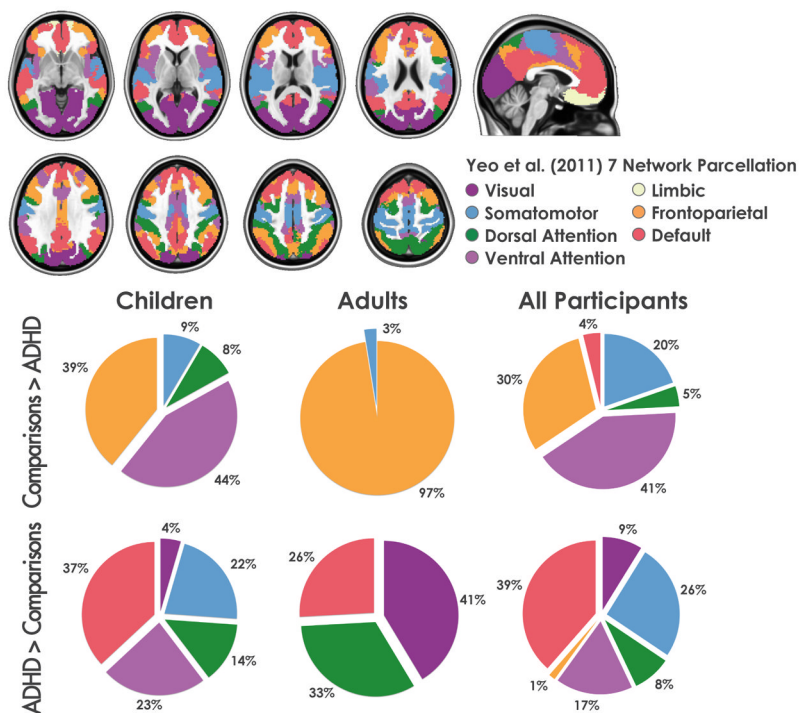 Yeo et al. (2011) 7 Network Parcellation
Visual
Limbic
Somatomotor
Frontoparietal
Dorsal Attention
Default
Ventral Attention
Children
Adults
All Participants
Comparisons > ADHD
9%
8%
39%
44%
3%
97%
4%
20%
30%
5%
41%
ADHD > Comparisons
4%
37%
22%
14%
23%
26%
41%
33%
9%
39%
26%
1%
8%
17%